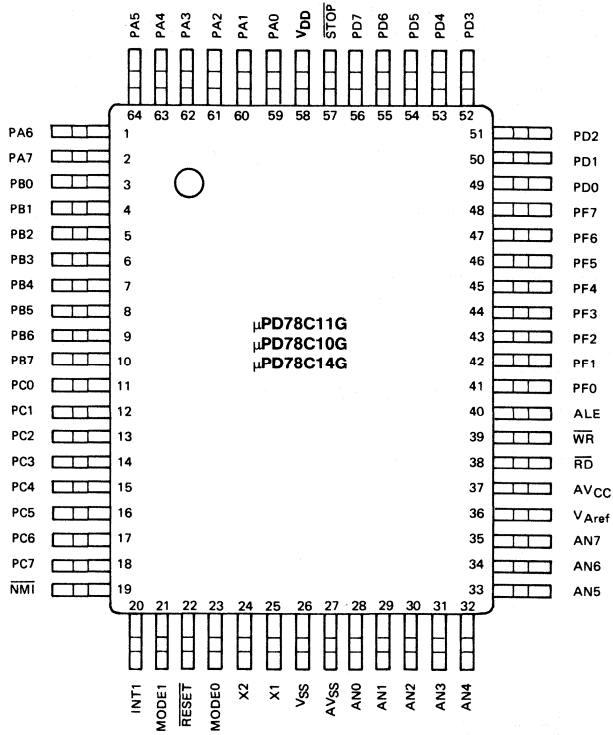 PA5 PA4 PA3 PA2 PA1 PA0 VDD S̅T̅O̅P̅ PD7 PD6 PD5 PD4 PD3
64 63 62 61 60 59 58 57 56 55 54 53 52
PA6 1 51 PD2
PA7 2 50 PD1
PB0 3 49 PD0
PB1 4 48 PF7
PB2 5 47 PF6
PB3 6 46 PF5
PB4 7 45 PF4
PB5 8 44 PF3
μPD78C11G
PB6 9 43 PF2
μPD78C10G
PB7 10 42 PF1
μPD78C14G
PC0 11 41 PF0
PC1 12 40 ALE
PC2 13 39 W̅R̅
PC3 14 38 R̅D̅
PC4 15 37 AVCC
PC5 16 36 VAref
PC6 17 35 AN7
PC7 18 34 AN6
N̅M̅I̅ 19 33 AN5
20 21 22 23 24 25 26 27 28 29 30 31 32
INT1 MODE1 R̅E̅S̅E̅T̅ MODE0 X2 X1 VSS AVSS AN0 AN1 AN2 AN3 AN4